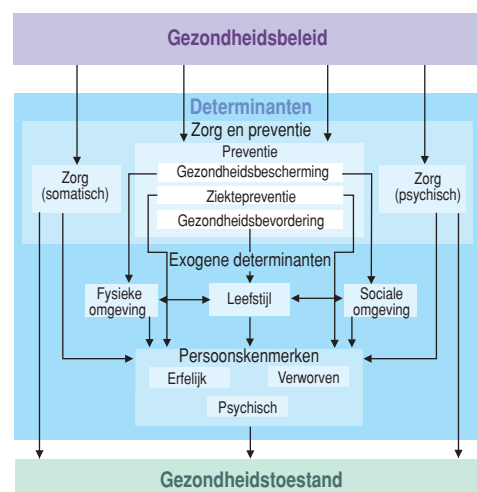 Gezondheidsbeleid
Determinanten
Zorg en preventie
Preventie
Gezondheidsbescherming
Ziektepreventie
Gezondheidsbevordering
Zorg
(somatisch)
Zorg
(psychisch)
Exogene determinanten
Fysieke
omgeving
Leefstijl
Sociale
omgeving
Persoonskenmerken
Erfelijk
Verworven
Psychisch
Gezondheidstoestand